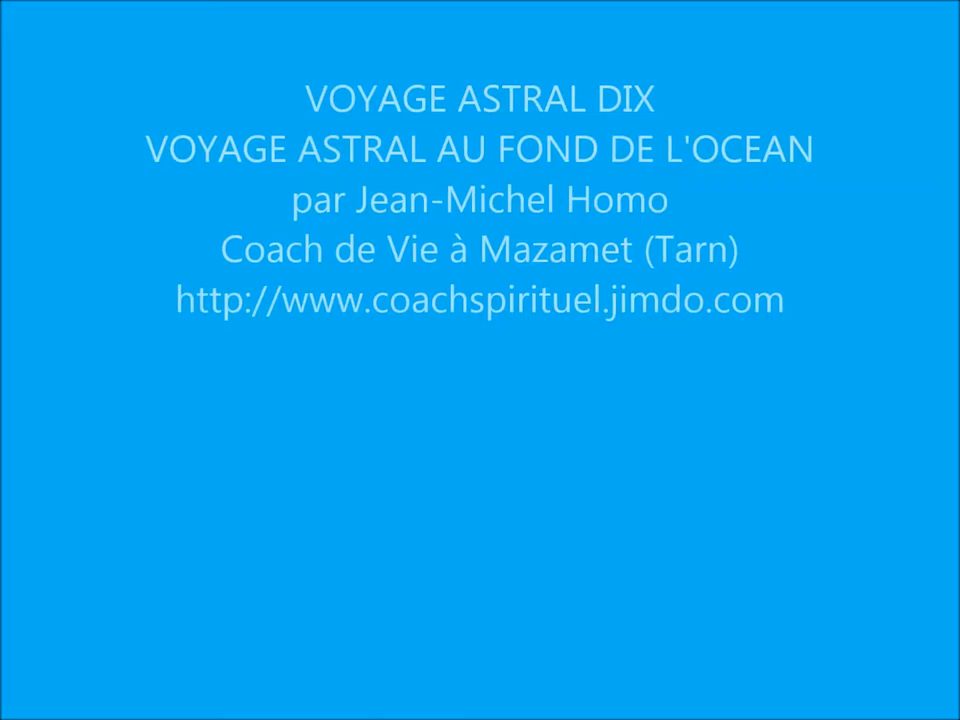 VOYAGE ASTRAL DIX
VOYAGE ASTRAL AU FOND DE L'OCEAN
par Jean-Michel Homo
Coach de Vie à Mazamet (Tarn)
http://www.coachspirituel.jimdo.com